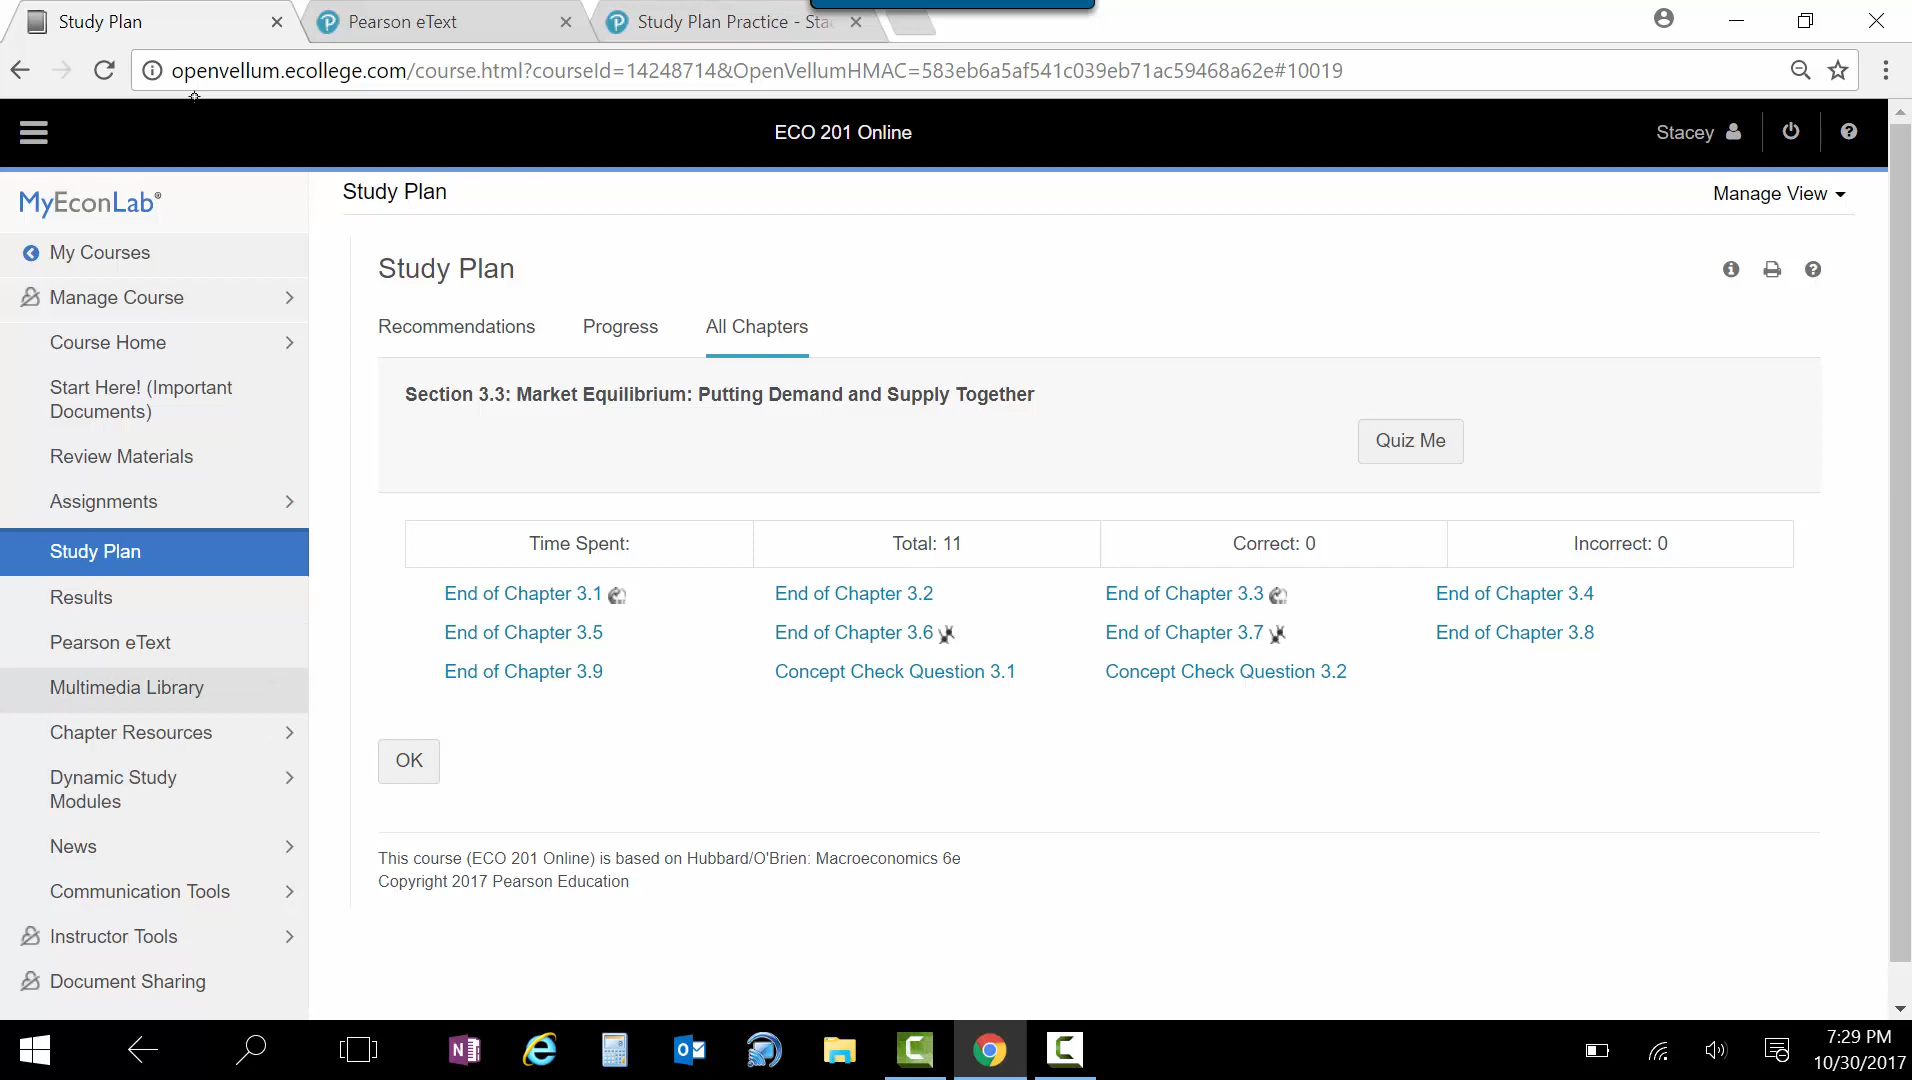 Study Plan
Pearson eText
Study Plan Practice - Sta
openvellum.ecollege.com/course.html?courseId=14248714&OpenVellumHMAC=583eb6a5af541c039eb71ac59468a62e#10019
ECO 201 Online
Stacey
MyEconLab®
My Courses
Manage Course
Course Home
Start Here! (Important
Documents)
Review Materials
Assignments
Study Plan
Results
Pearson eText
Multimedia Library
Chapter Resources
Dynamic Study
Modules
News
Communication Tools
Instructor Tools
Document Sharing
Study Plan
Manage View
Study Plan
Recommendations Progress All Chapters
Section 3.3: Market Equilibrium: Putting Demand and Supply Together
Quiz Me
Time Spent: Total: 11 Correct: 0 Incorrect: 0
End of Chapter 3.1 End of Chapter 3.2 End of Chapter 3.3 End of Chapter 3.4
End of Chapter 3.5 End of Chapter 3.6 End of Chapter 3.7 End of Chapter 3.8
End of Chapter 3.9 Concept Check Question 3.1 Concept Check Question 3.2
OK
This course (ECO 201 Online) is based on Hubbard/O'Brien: Macroeconomics 6e
Copyright 2017 Pearson Education
7:29 PM
10/30/2017